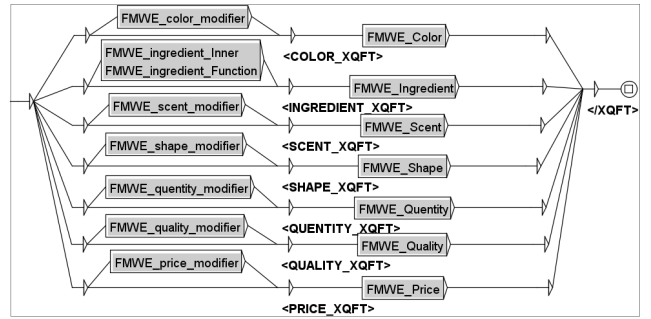 FMWE_color_modifier
FMWE_Color
<COLOR_XQFT>
FMWE_ingredient_Inner
FMWE_ingredient_Function
FMWE_Ingredient
<INGREDIENT_XQFT>
</XQFT>
FMWE_scent_modifier
FMWE_Scent
<SCENT_XQFT>
FMWE_shape_modifier
FMWE_Shape
<SHAPE_XQFT>
FMWE_quentity_modifier
FMWE_Quentity
<QUENTITY_XQFT>
FMWE_quality_modifier
FMWE_Quality
<QUALITY_XQFT>
FMWE_price_modifier
FMWE_Price
<PRICE_XQFT>